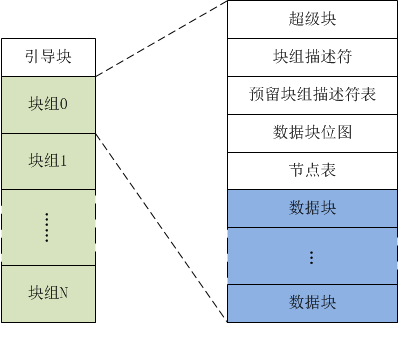 引导块
块组0
块组1
……
块组N
超级块
块组描述符
预留块组描述符表
数据块位图
节点表
数据块
…
数据块